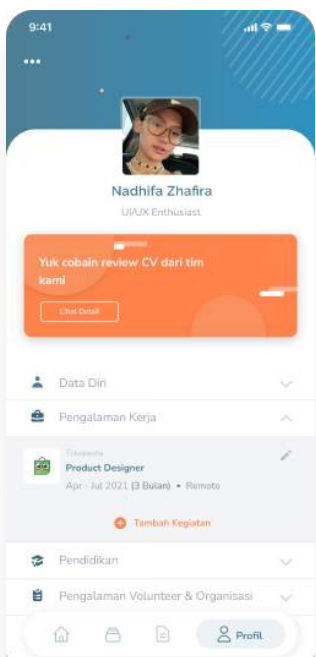 9:41
Nadhifa Zhafira
UI/UX Enthusiast
Yuk cobain review CV dari tim
kami
Lihat Detail
Data Diri
Pengalaman Kerja
Tokopedia
Product Designer
Apr - Jul 2021 (3 Bulan) • Remote
Tambah Kegiatan
Pendidikan
Pengalaman Volunteer & Organisasi
Profil